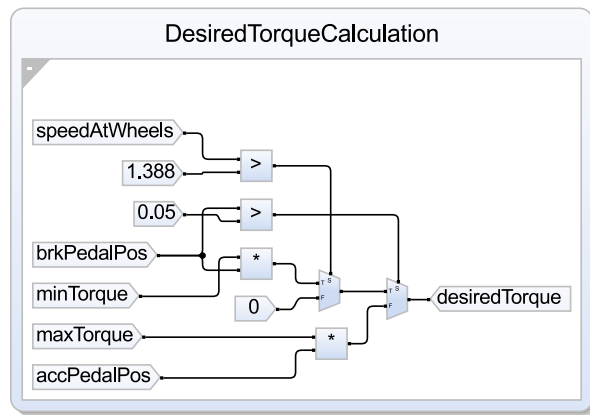 DesiredTorqueCalculation
-
speedAtWheels
>
1.388
0.05
>
brkPedalPos
*
minTorque
T S
F
0
T S
F
desiredTorque
maxTorque
*
accPedalPos